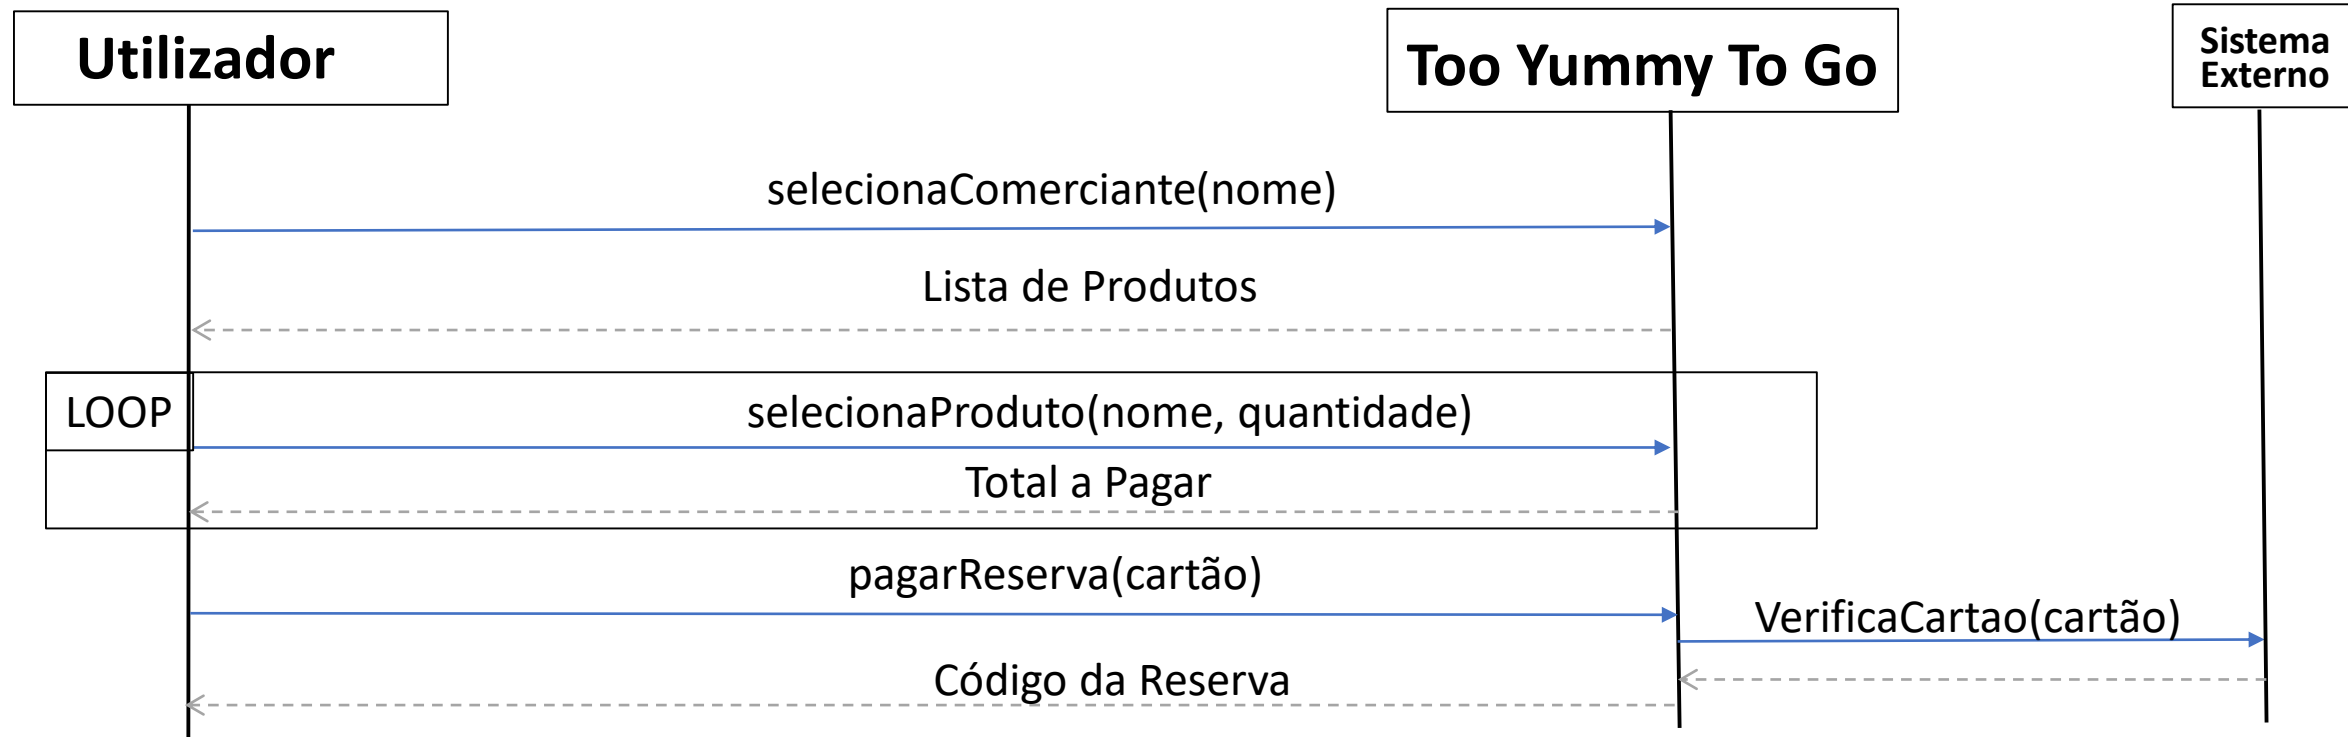 Utilizador
Too Yummy To Go
Sistema
Externo
selecionaComerciante(nome)
Lista de Produtos
LOOP
selecionaProduto(nome, quantidade)
Total a Pagar
pagarReserva(cartão)
VerificaCartao(cartão)
Código da Reserva